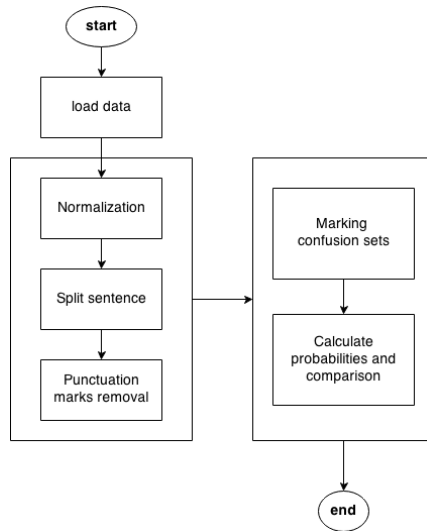 start
load data
Normalization
Split sentence
Punctuation
marks removal
Marking
confusion sets
Calculate
probabilities and
comparison
end